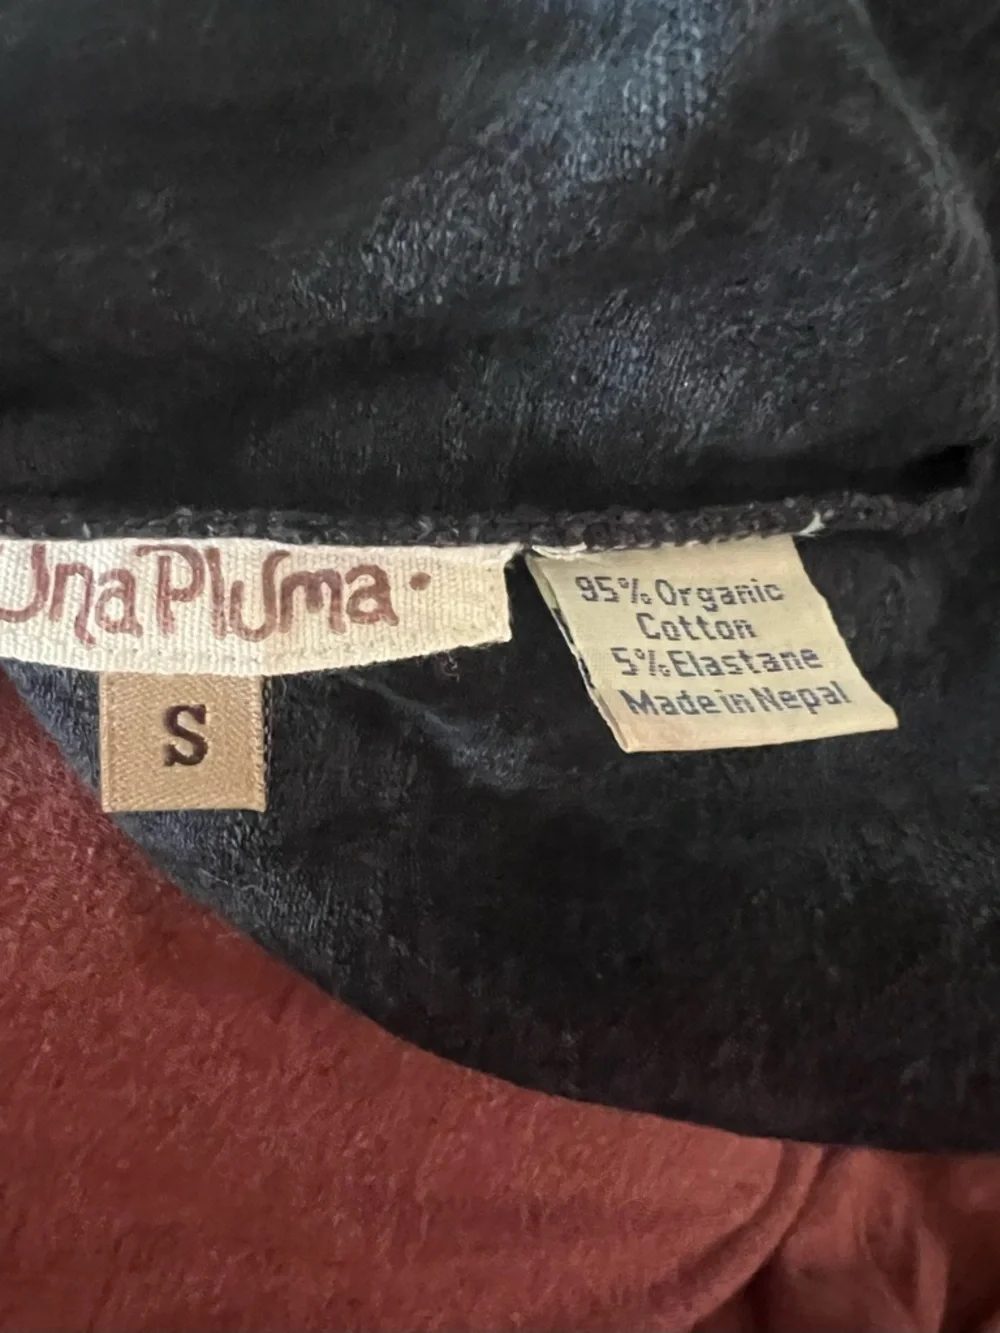 Una Pluma
S
95% Organic
Cotton
5% Elastane
Made in Nepal